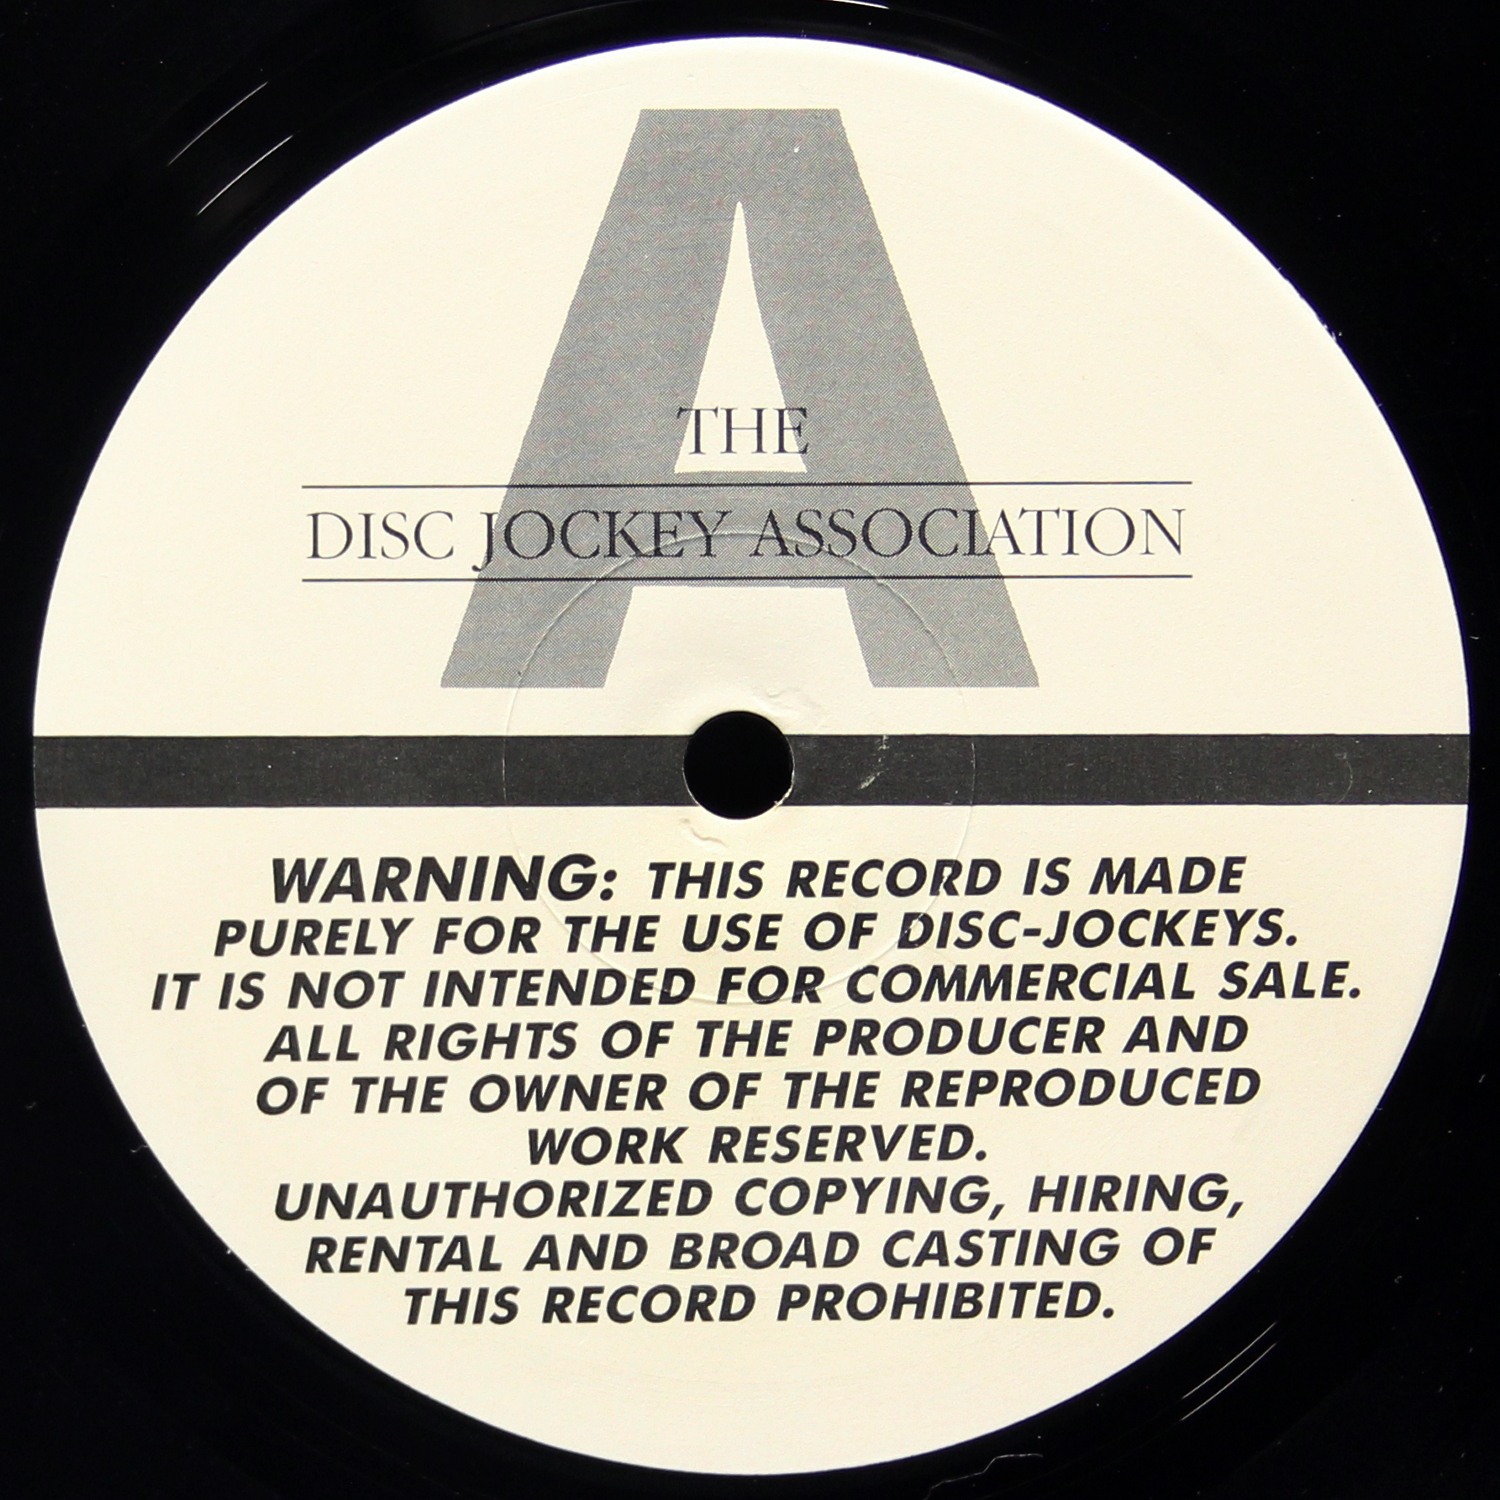 A
THE
DISC JOCKEY ASSOCIATION
WARNING: THIS RECORD IS MADE
PURELY FOR THE USE OF DISC-JOCKEYS.
IT IS NOT INTENDED FOR COMMERCIAL SALE.
ALL RIGHTS OF THE PRODUCER AND
OF THE OWNER OF THE REPRODUCED
WORK RESERVED.
UNAUTHORIZED COPYING, HIRING,
RENTAL AND BROAD CASTING OF
THIS RECORD PROHIBITED.